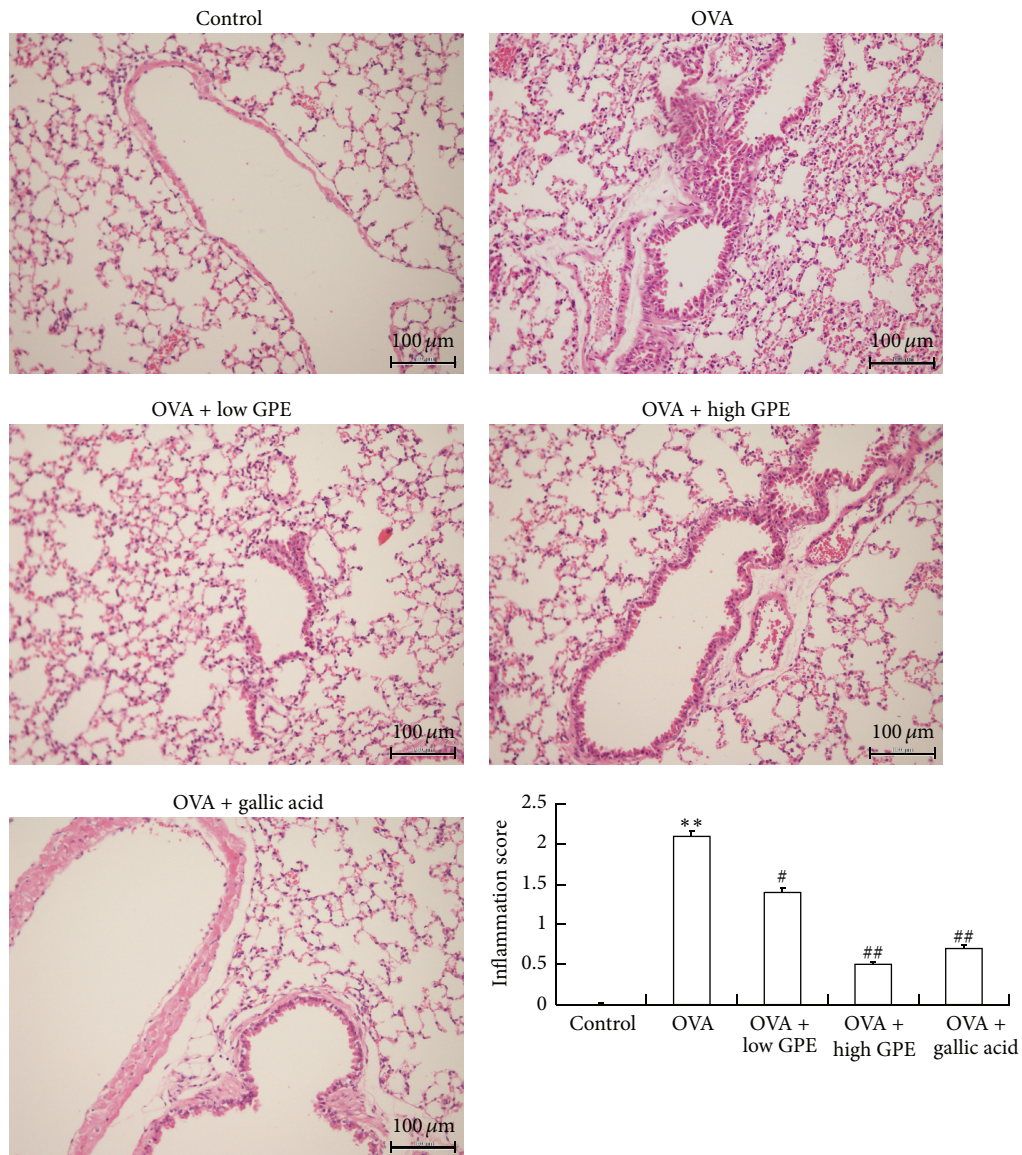 Control
OVA
100 μm
100 μm
OVA + low GPE
OVA + high GPE
100 μm
100 μm
OVA + gallic acid
100 μm
Inflammation score
2.5
2
1.5
1
0.5
0
**
#
##
##
Control
OVA
OVA +
low GPE
OVA +
high GPE
OVA +
gallic acid